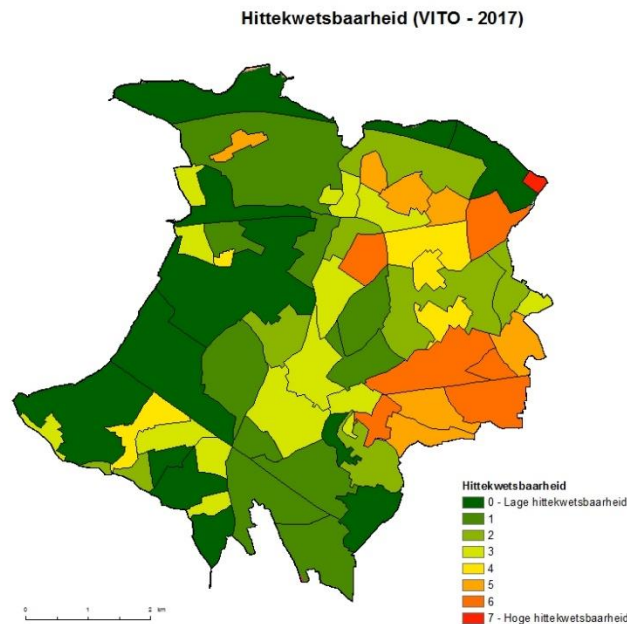 Hittekwetsbaarheid (VITO - 2017)
Hittekwetsbaarheid
0 - Lage hittekwetsbaarheid
1
2
3
4
5
6
7 - Hoge hittekwetsbaarheid
0 1 2 km